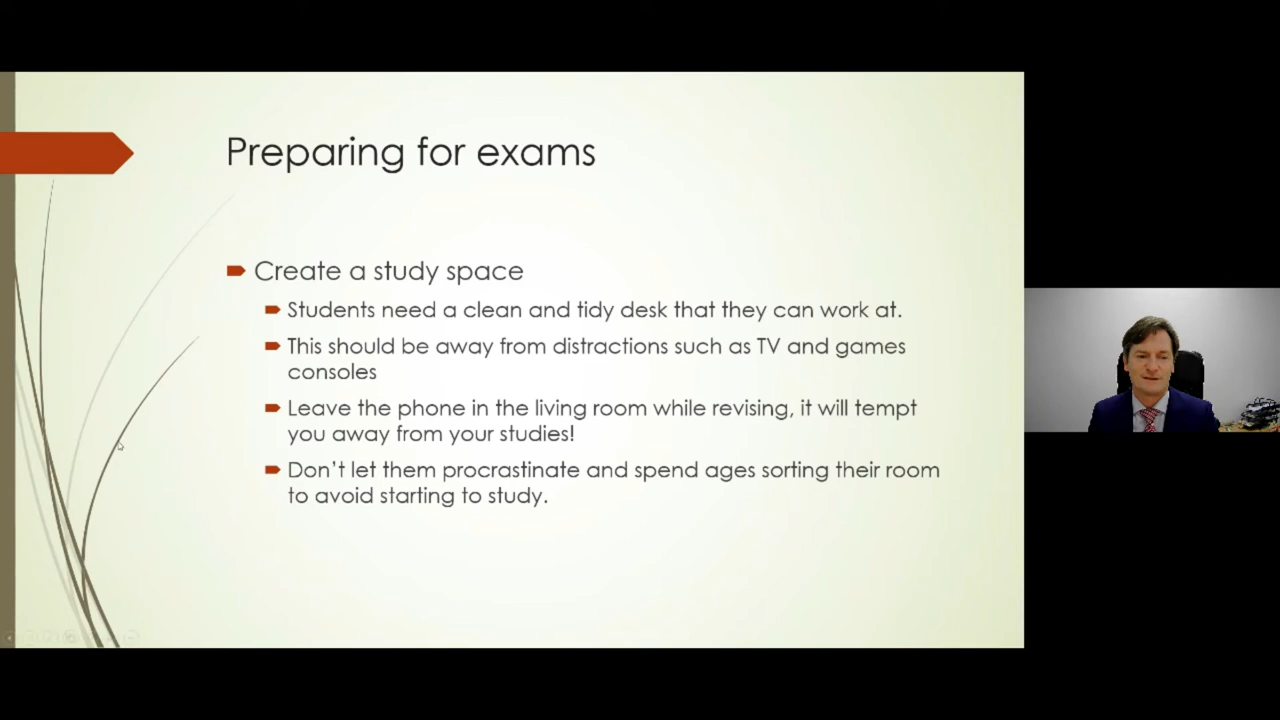 Preparing for exams
Create a study space
Students need a clean and tidy desk that they can work at.
This should be away from distractions such as TV and games
consoles
Leave the phone in the living room while revising, it will tempt
you away from your studies!
Don't let them procrastinate and spend ages sorting their room
to avoid starting to study.